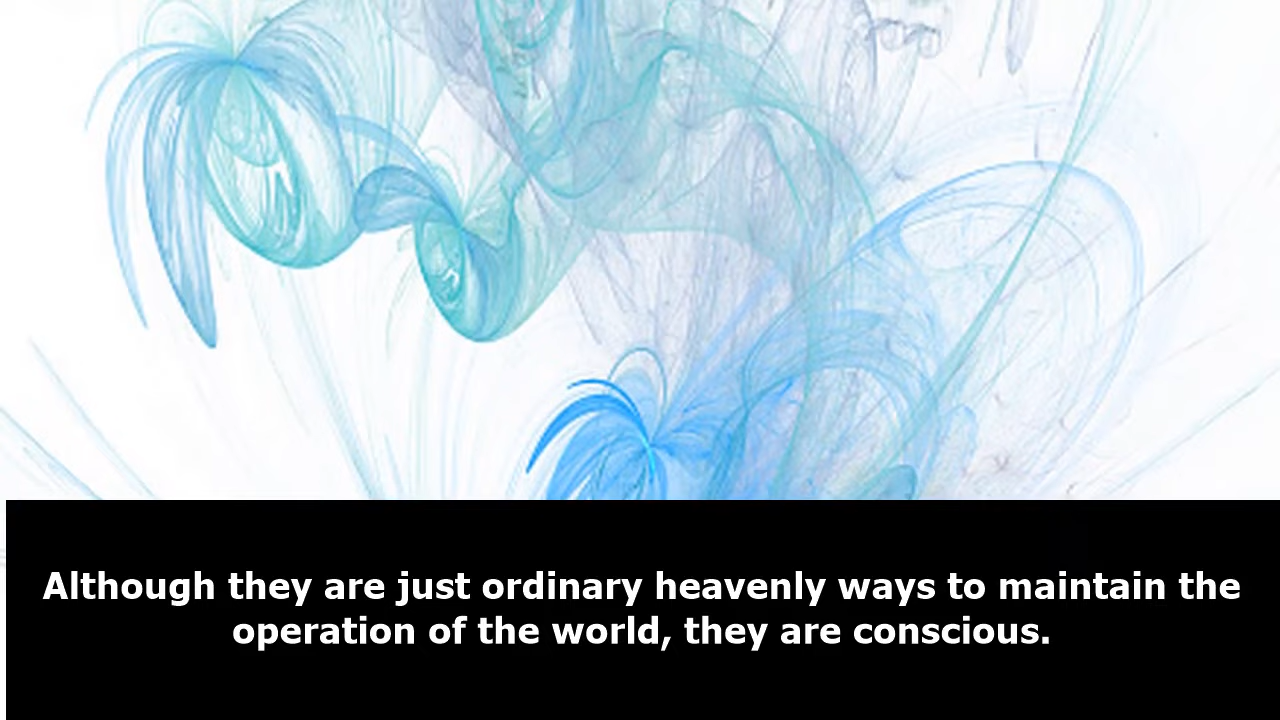 Although they are just ordinary heavenly ways to maintain the
operation of the world, they are conscious.